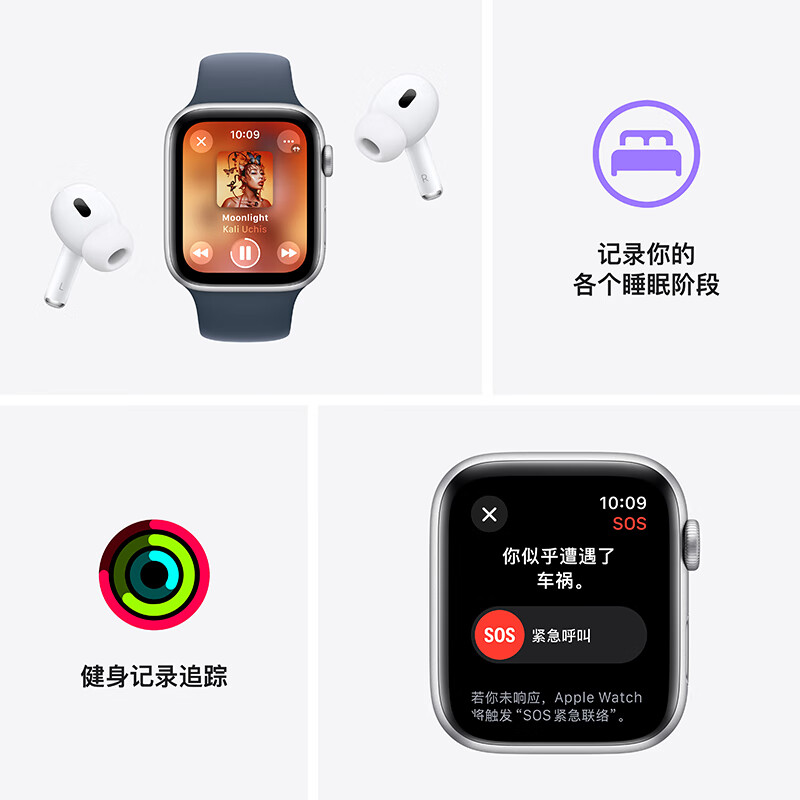 10:09
Moonlight
Kali Uchis
R
L
记录你的
各个睡眠阶段
健身记录追踪
10:09
SOS
你似乎遭遇了
车祸。
SOS 紧急呼叫
若你未响应，Apple Watch
将触发“SOS 紧急联络”。